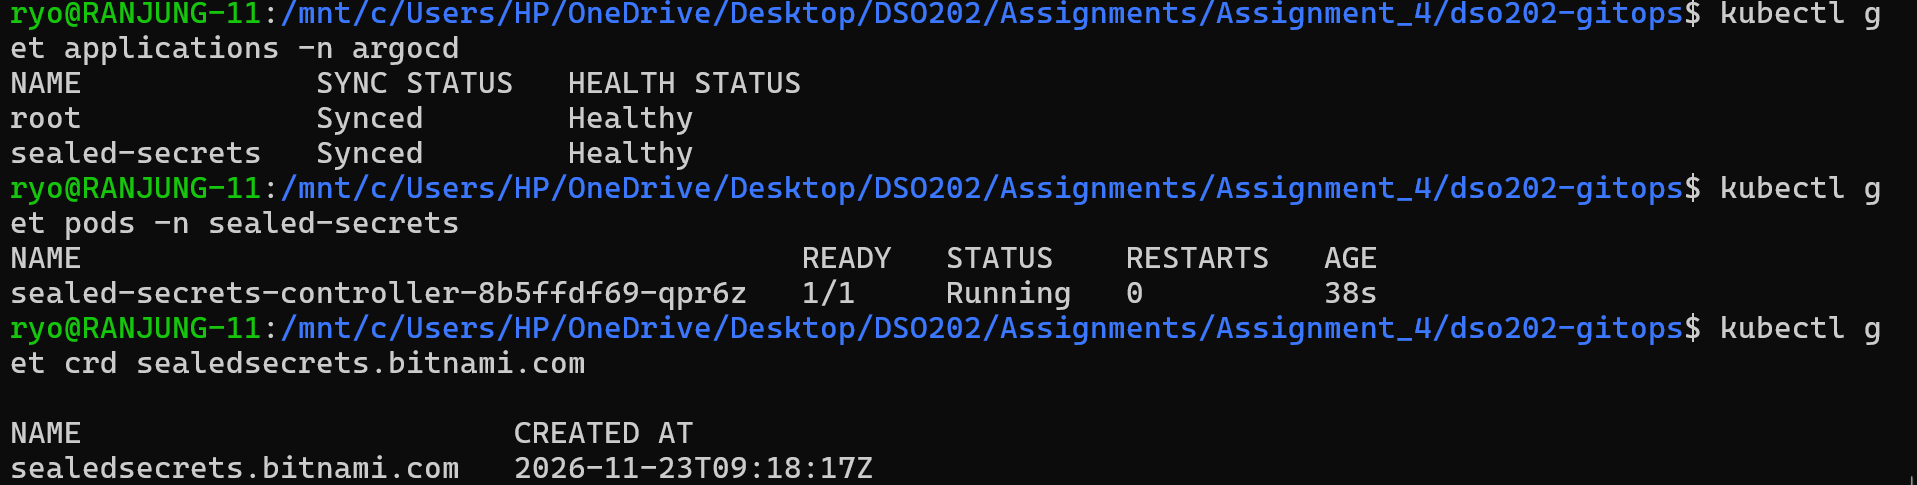 ryo@RANJUNG-11:/mnt/c/Users/HP/OneDrive/Desktop/DSO202/Assignments/Assignment_4/dso202-gitops$ kubectl g
et applications -n argocd
NAME             SYNC STATUS   HEALTH STATUS
root             Synced        Healthy
sealed-secrets   Synced        Healthy
ryo@RANJUNG-11:/mnt/c/Users/HP/OneDrive/Desktop/DSO202/Assignments/Assignment_4/dso202-gitops$ kubectl g
et pods -n sealed-secrets
NAME                                        READY   STATUS    RESTARTS   AGE
sealed-secrets-controller-8b5ffdf69-qpr6z   1/1     Running   0          38s
ryo@RANJUNG-11:/mnt/c/Users/HP/OneDrive/Desktop/DSO202/Assignments/Assignment_4/dso202-gitops$ kubectl g
et crd sealedsecrets.bitnami.com
NAME                        CREATED AT
sealedsecrets.bitnami.com   2026-11-23T09:18:17Z